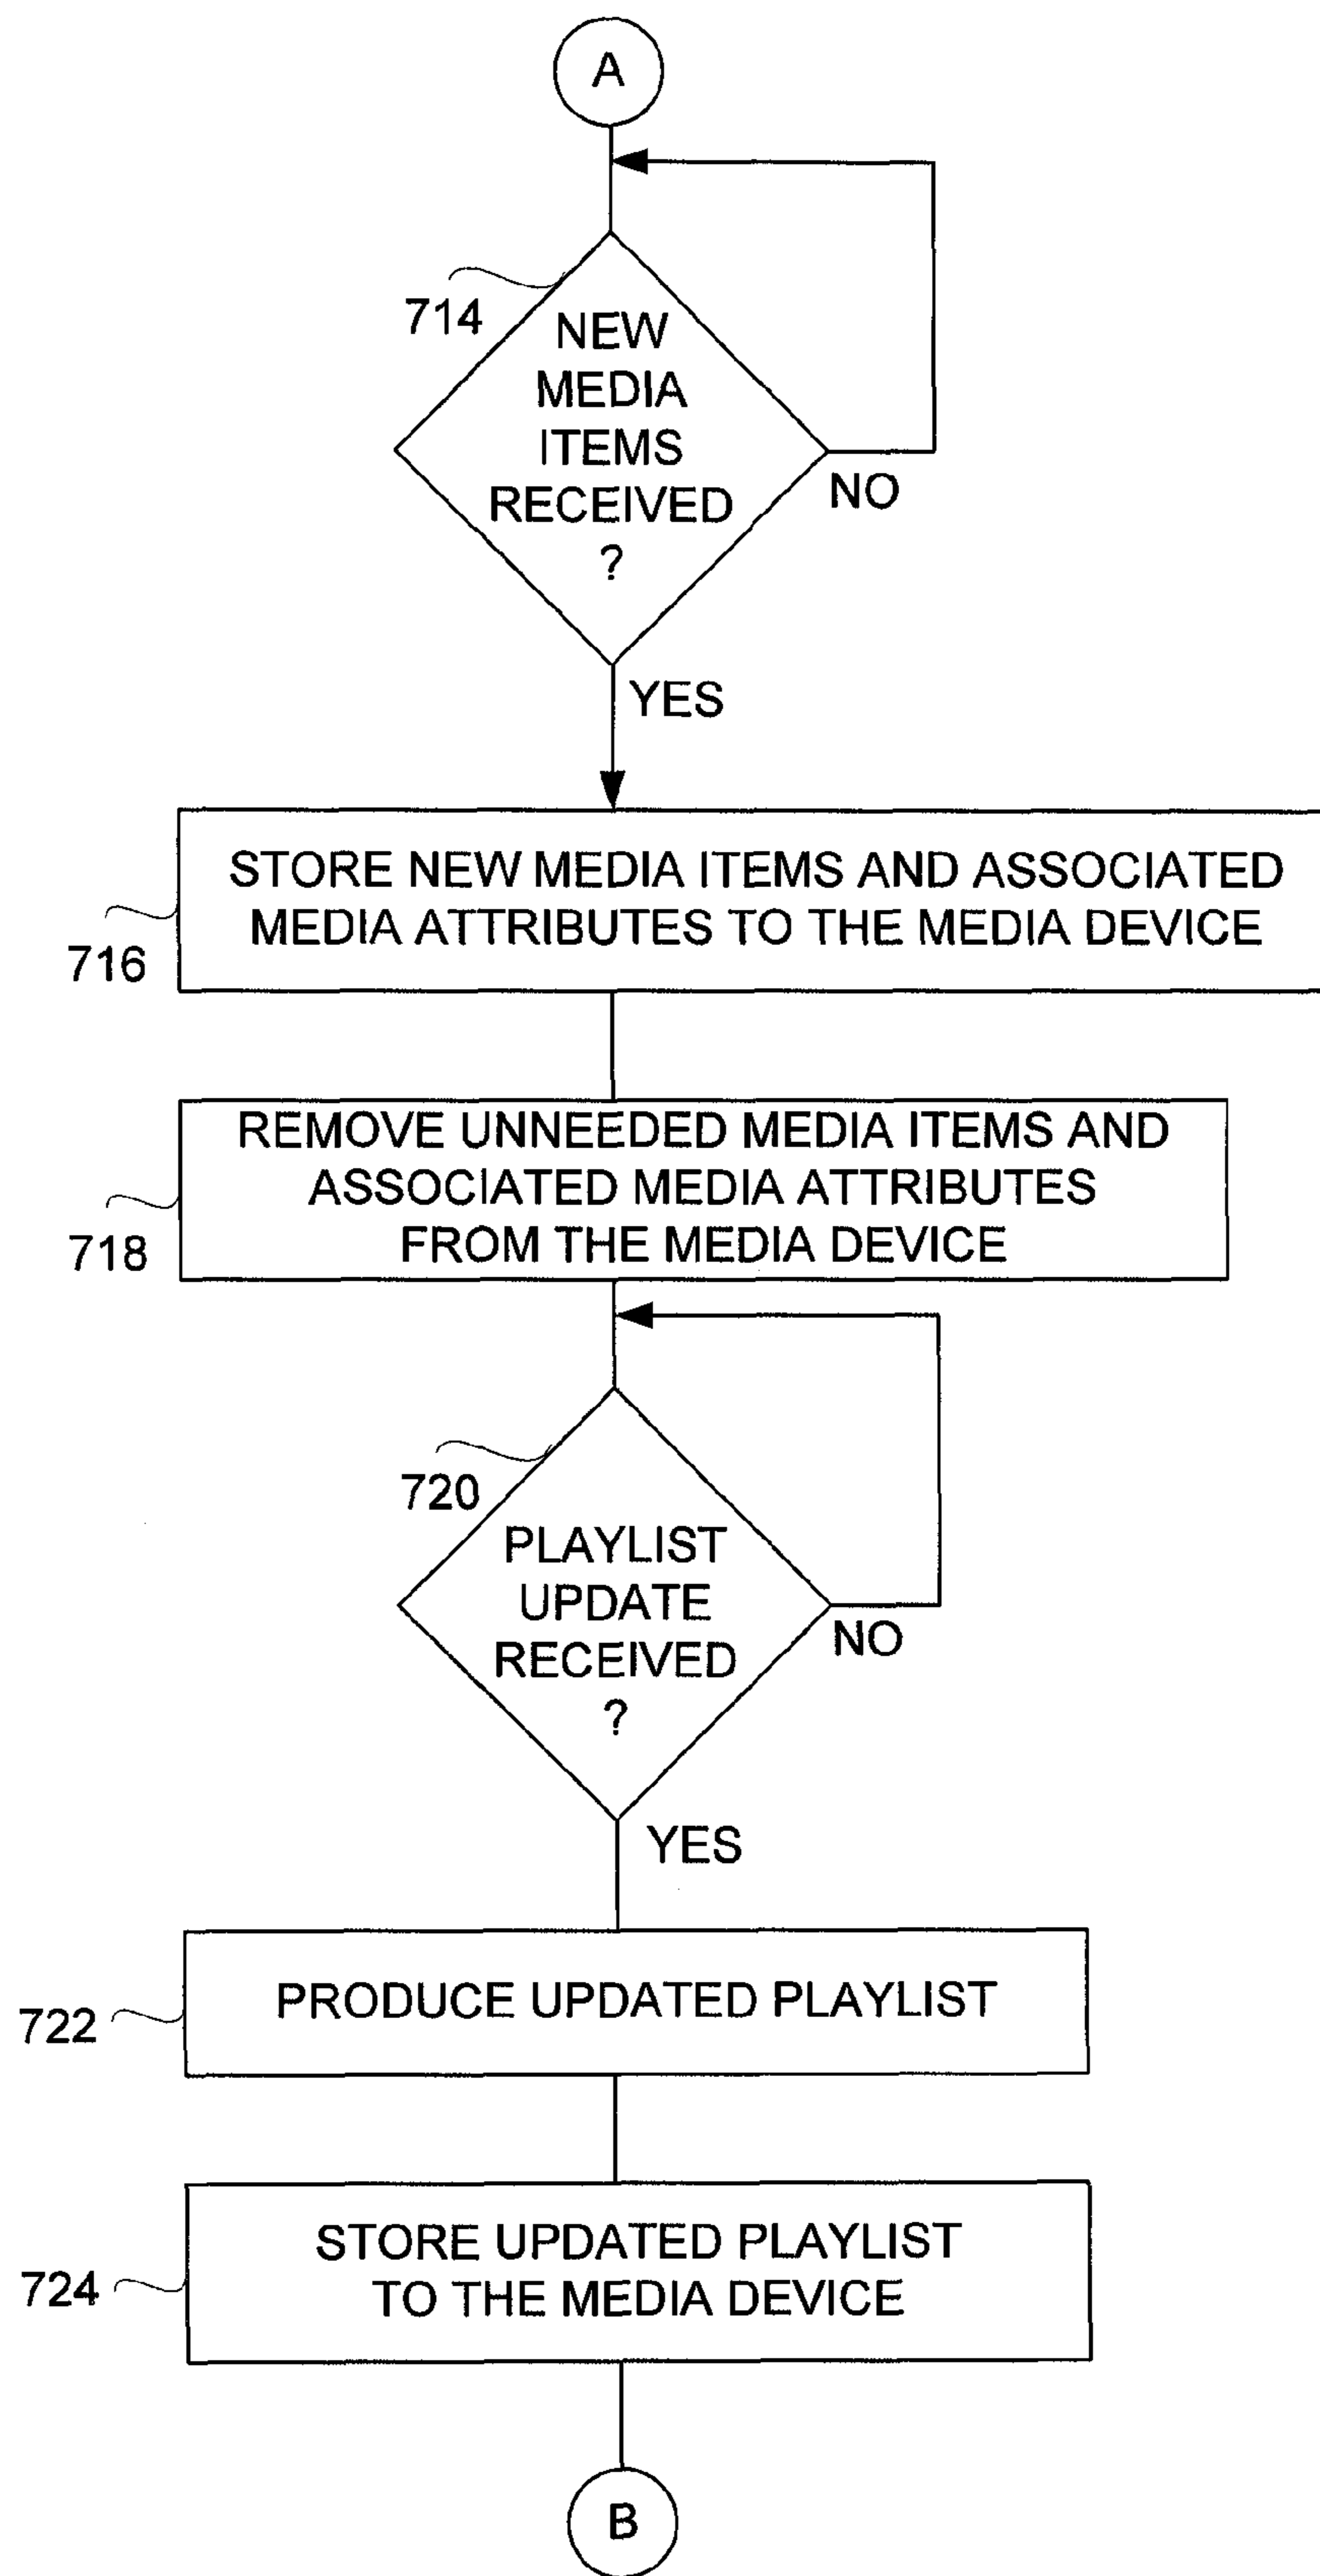 A
714
NEW
MEDIA
ITEMS
RECEIVED
?
NO
YES
STORE NEW MEDIA ITEMS AND ASSOCIATED
MEDIA ATTRIBUTES TO THE MEDIA DEVICE
716
REMOVE UNNEEDED MEDIA ITEMS AND
ASSOCIATED MEDIA ATTRIBUTES
FROM THE MEDIA DEVICE
718
720
PLAYLIST
UPDATE
RECEIVED
?
NO
YES
PRODUCE UPDATED PLAYLIST
722
STORE UPDATED PLAYLIST
TO THE MEDIA DEVICE
724
B